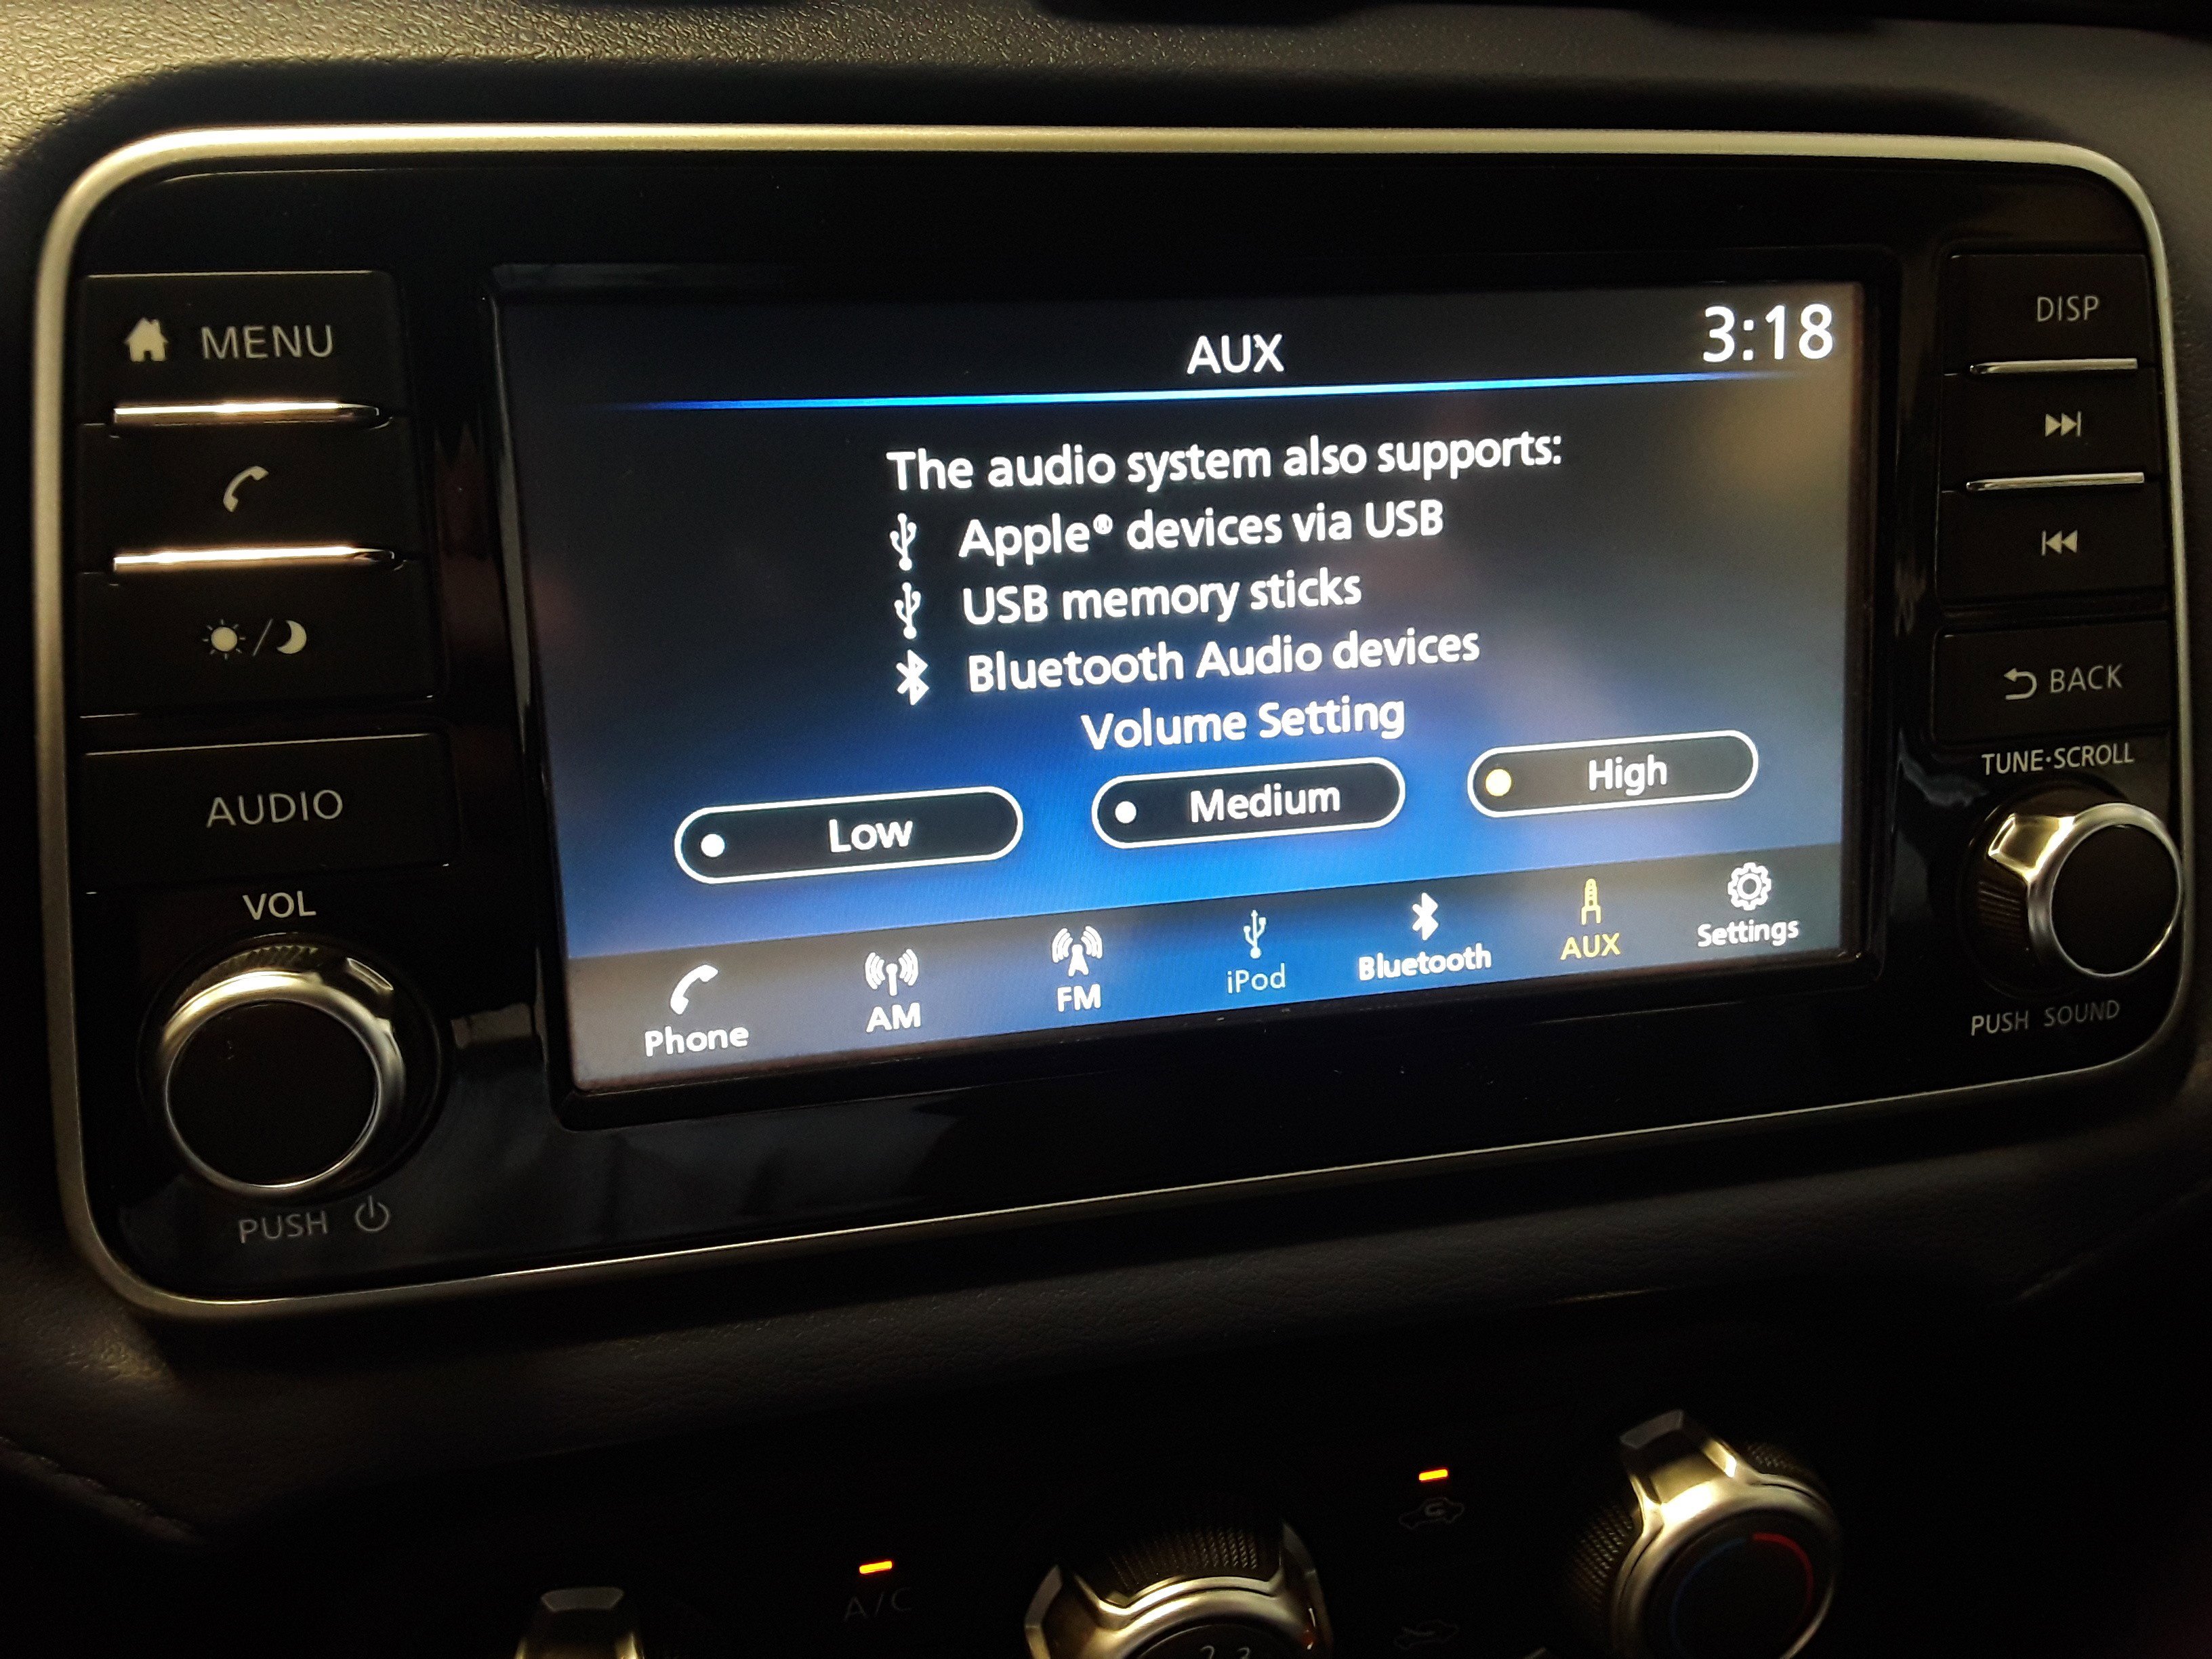 MENU
AUDIO
VOL
PUSH
AUX
3:18
The audio system also supports:
Apple® devices via USB
USB memory sticks
Bluetooth Audio devices
Volume Setting
Low
Medium
High
Phone
AM
FM
iPod
Bluetooth
AUX
Settings
DISP
BACK
TUNE·SCROLL
PUSH SOUND
A/C